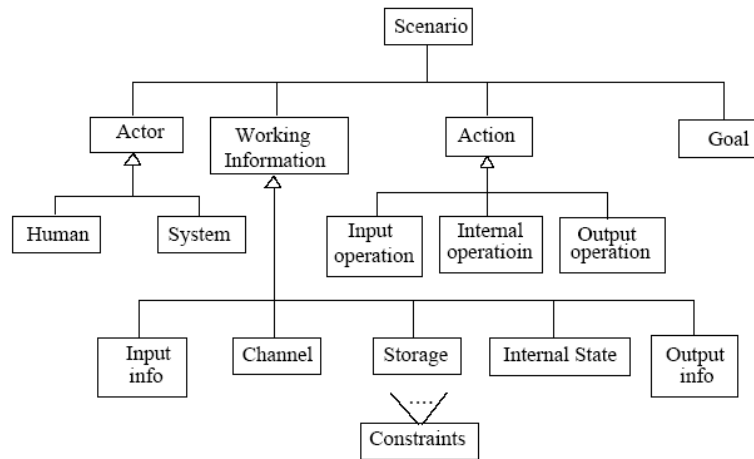 Scenario
Actor
Working
Information
Action
Goal
Human
System
Input
operation
Internal
operatioin
Output
operation
Input
info
Channel
Storage
Internal State
Output
info
....
Constraints